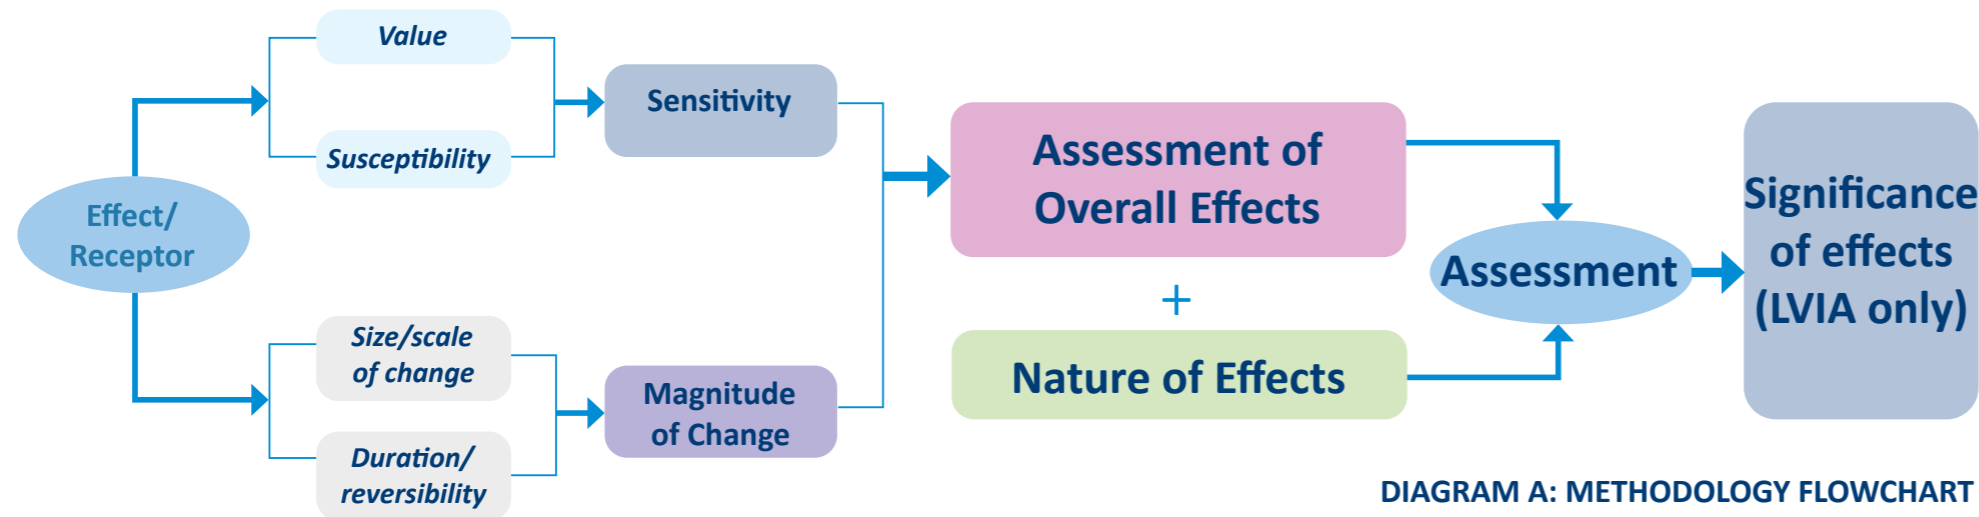 Value
Susceptibility
Effect/
Receptor
Size/scale
of change
Duration/
reversibility
Sensitivity
Magnitude
of Change
Assessment of
Overall Effects
+
Nature of Effects
Assessment
Significance
of effects
(LVIA only)
DIAGRAM A: METHODOLOGY FLOWCHART